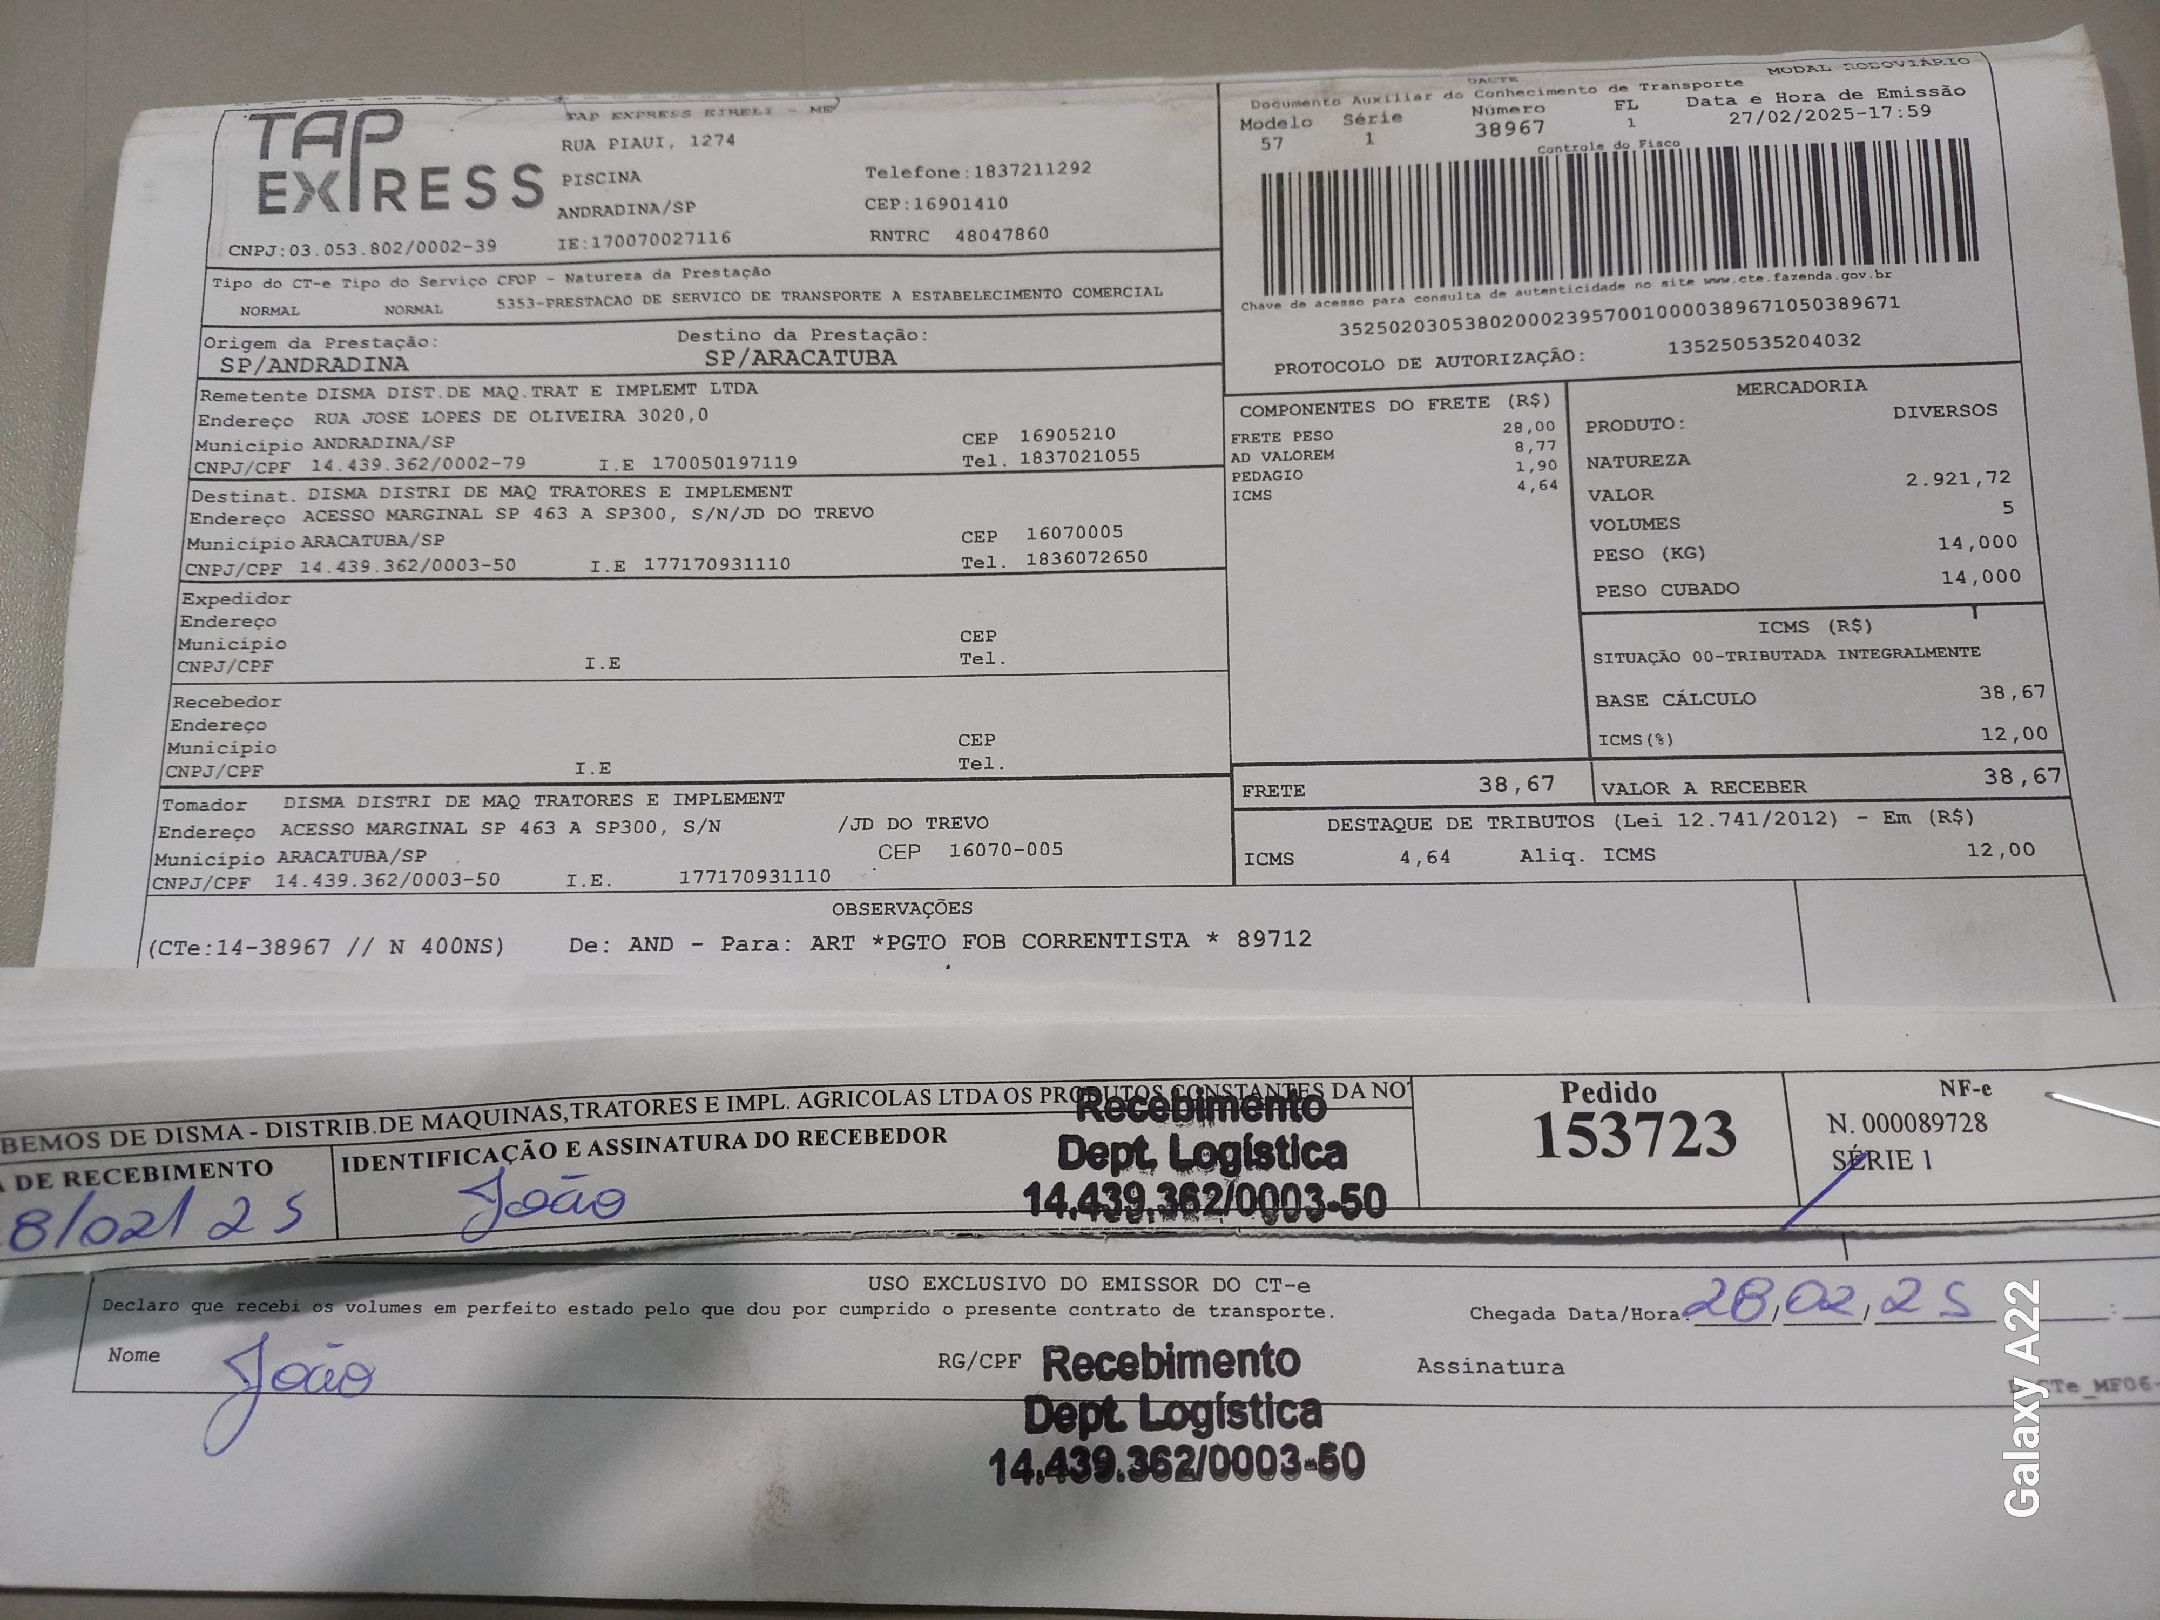 TAP EXPRESS
TAP EXPRESS EIRELI - ME
RUA PIAUI, 1274
PISCINA
Telefone:1837211292
ANDRADINA/SP
CEP:16901410
CNPJ:03.053.802/0002-39
IE:170070027116
RNTRC 48047860
DACTE
MODAL RODOVIÁRIO
Documento Auxiliar do Conhecimento de Transporte
Modelo Série Número FL Data e Hora de Emissão
57 1 38967 1 27/02/2025-17:59
Controle do Fisco
Chave de acesso para consulta de autenticidade no site www.cte.fazenda.gov.br
35250203053802000239570010000389671050389671
PROTOCOLO DE AUTORIZAÇÃO: 135250535204032
Tipo do CT-e Tipo do Serviço CFOP - Natureza da Prestação
NORMAL NORMAL 5353-PRESTACAO DE SERVICO DE TRANSPORTE A ESTABELECIMENTO COMERCIAL
Origem da Prestação: Destino da Prestação:
SP/ANDRADINA SP/ARACATUBA
Remetente DISMA DIST.DE MAQ.TRAT E IMPLEMT LTDA
Endereço RUA JOSE LOPES DE OLIVEIRA 3020,0
Município ANDRADINA/SP CEP 16905210
CNPJ/CPF 14.439.362/0002-79 I.E 170050197119 Tel. 1837021055
Destinat. DISMA DISTRI DE MAQ TRATORES E IMPLEMENT
Endereço ACESSO MARGINAL SP 463 A SP300, S/N/JD DO TREVO
Município ARACATUBA/SP CEP 16070005
CNPJ/CPF 14.439.362/0003-50 I.E 177170931110 Tel. 1836072650
Expedidor
Endereço
Município CEP
CNPJ/CPF I.E Tel.
Recebedor
Endereço
Município CEP
CNPJ/CPF I.E Tel.
Tomador DISMA DISTRI DE MAQ TRATORES E IMPLEMENT
Endereço ACESSO MARGINAL SP 463 A SP300, S/N /JD DO TREVO
Município ARACATUBA/SP CEP 16070-005
CNPJ/CPF 14.439.362/0003-50 I.E. 177170931110
COMPONENTES DO FRETE (R$)
FRETE PESO 28,00
AD VALOREM 8,77
PEDAGIO 1,90
ICMS 4,64
MERCADORIA
PRODUTO: DIVERSOS
NATUREZA
VALOR 2.921,72
VOLUMES 5
PESO (KG) 14,000
PESO CUBADO 14,000
ICMS (R$)
SITUAÇÃO 00-TRIBUTADA INTEGRALMENTE
BASE CÁLCULO 38,67
ICMS(%) 12,00
FRETE 38,67 VALOR A RECEBER 38,67
DESTAQUE DE TRIBUTOS (Lei 12.741/2012) - Em (R$)
ICMS 4,64 Aliq. ICMS 12,00
OBSERVAÇÕES
(CTe:14-38967 // N 400NS) De: AND - Para: ART *PGTO FOB CORRENTISTA * 89712
BEMOS DE DISMA - DISTRIB.DE MAQUINAS,TRATORES E IMPL. AGRICOLAS LTDA OS PRODUTOS CONSTANTES DA NO
DE RECEBIMENTO
IDENTIFICAÇÃO E ASSINATURA DO RECEBEDOR
8/02/25
João
Recebimento
Dept. Logística
14.439.362/0003-50
Pedido
153723
NF-e
N. 000089728
SÉRIE 1
USO EXCLUSIVO DO EMISSOR DO CT-e
Declaro que recebi os volumes em perfeito estado pelo que dou por cumprido o presente contrato de transporte.
Chegada Data/Hora: 28/02/25 :
Nome João RG/CPF Assinatura
Recebimento
Dept. Logística
14.439.362/0003-50
CTe_MF06-
Galaxy A22